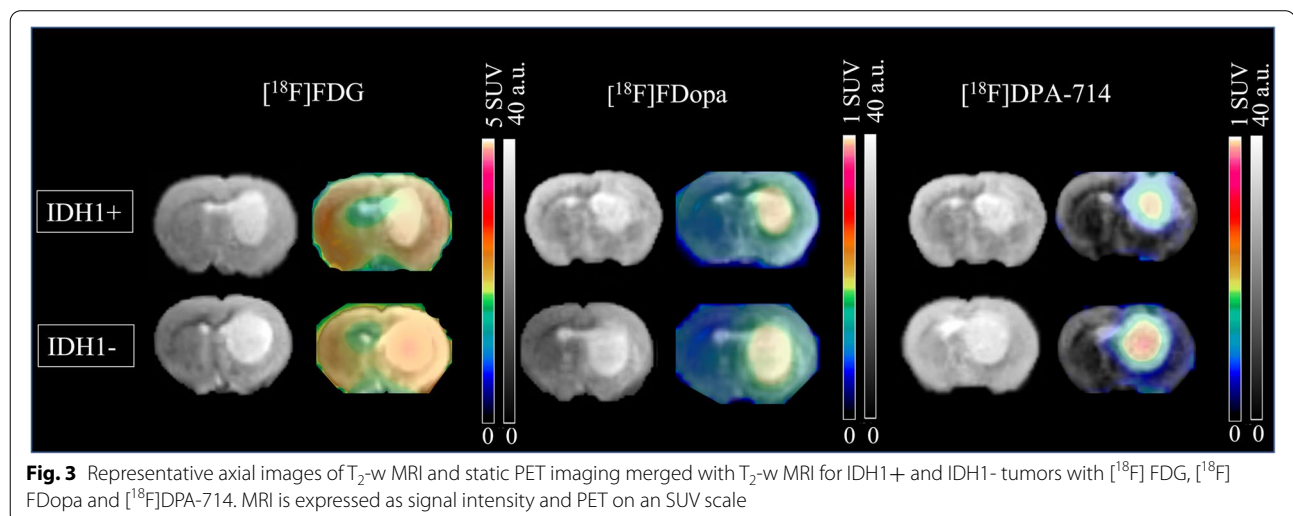 [¹⁸F]FDG
5 SUV
40 a.u.
[¹⁸F]FDopa
1 SUV
40 a.u.
[¹⁸F]DPA-714
1 SUV
40 a.u.
IDH1+
IDH1-
0
0
0
0
0
0
Fig. 3 Representative axial images of T₂-w MRI and static PET imaging merged with T₂-w MRI for IDH1+ and IDH1- tumors with [¹⁸F] FDG, [¹⁸F]
FDopa and [¹⁸F]DPA-714. MRI is expressed as signal intensity and PET on an SUV scale